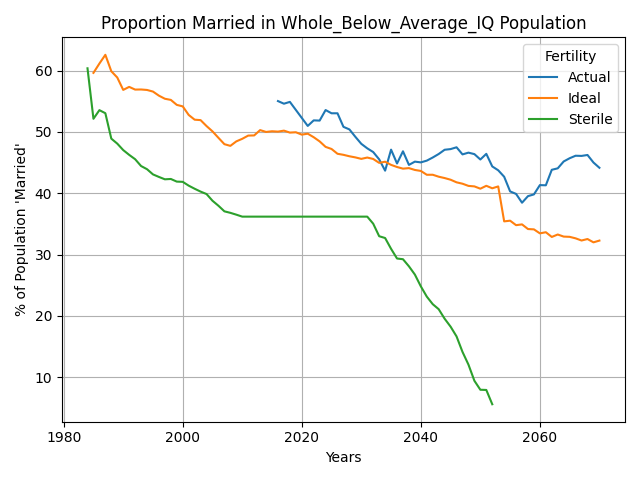 Proportion Married in Whole_Below_Average_IQ Population
Fertility
Actual
Ideal
Sterile
% of Population 'Married'
60
50
40
30
20
10
1980
2000
2020
2040
2060
Years